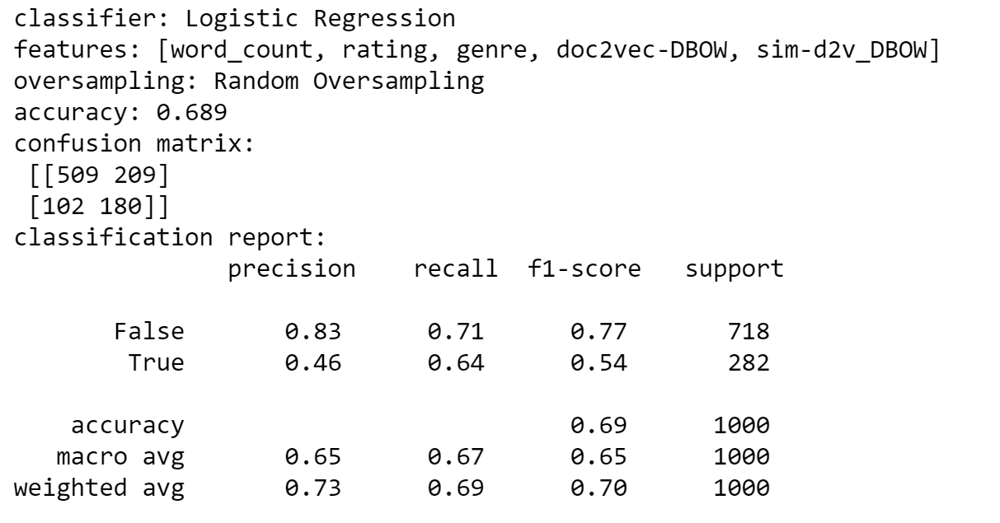 classifier: Logistic Regression
features: [word_count, rating, genre, doc2vec-DBOW, sim-d2v_DBOW]
oversampling: Random Oversampling
accuracy: 0.689
confusion matrix:
[[509 209]
[102 180]]
classification report:
precision recall f1-score support
False 0.83 0.71 0.77 718
True 0.46 0.64 0.54 282
accuracy 0.69 1000
macro avg 0.65 0.67 0.65 1000
weighted avg 0.73 0.69 0.70 1000